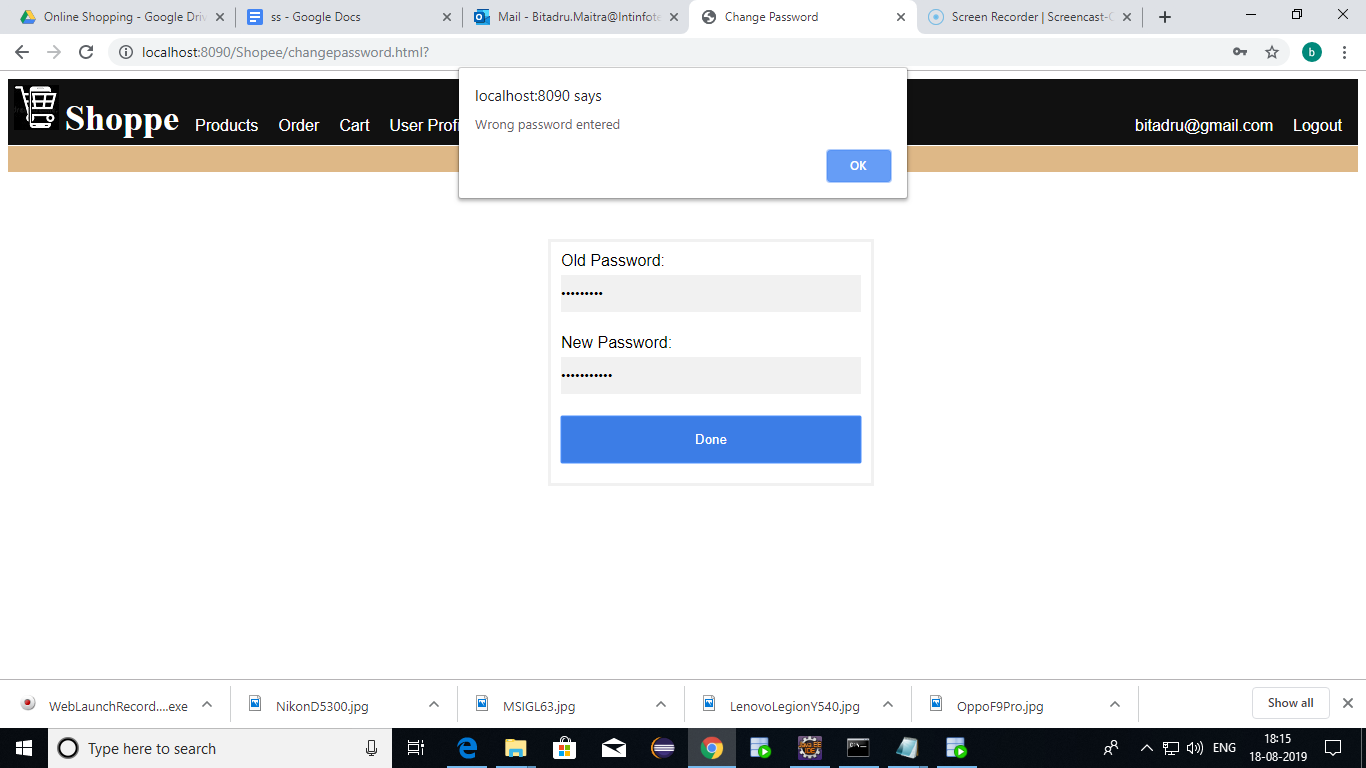 Online Shopping - Google Driv
ss - Google Docs
Mail - Bitadru.Maitra@Intinfote
Change Password
Screen Recorder | Screencast-O
localhost:8090/Shopee/changepassword.html?
b
localhost:8090 says
Wrong password entered
OK
Shoppe
Products
Order
Cart
User Profi
bitadru@gmail.com
Logout
Old Password:
•••••••••
New Password:
•••••••••••
Done
WebLaunchRecord....exe
NikonD5300.jpg
MSIGL63.jpg
LenovoLegionY540.jpg
OppoF9Pro.jpg
Show all
Type here to search
ENG
18:15
18-08-2019